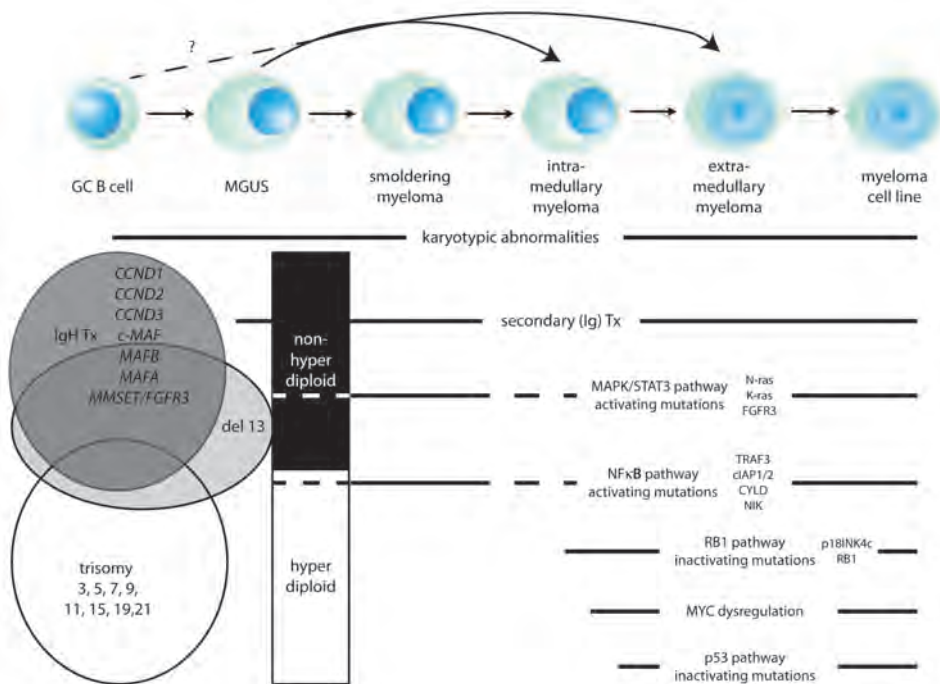 ?
GC B cell
MGUS
smoldering
myeloma
intra-
medullary
myeloma
extra-
medullary
myeloma
myeloma
cell line
karyotypic abnormalities
CCND1
CCND2
CCND3
IgH Tx c-MAF
MAFB
MAFA
MMSET/FGFR3
del 13
trisomy
3, 5, 7, 9,
11, 15, 19,21
non-
hyper
diploid
hyper
diploid
secondary (Ig) Tx
MAPK/STAT3 pathway
activating mutations
N-ras
K-ras
FGFR3
NFκB pathway
activating mutations
TRAF3
cIAP1/2
CYLD
NIK
RB1 pathway
inactivating mutations
p18INK4c
RB1
MYC dysregulation
p53 pathway
inactivating mutations